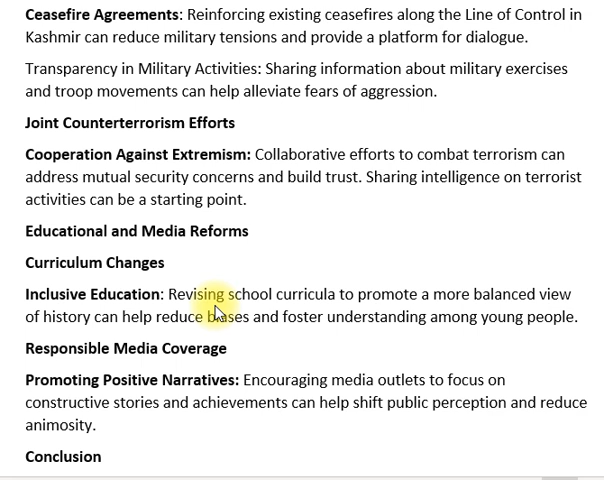 Ceasefire Agreements: Reinforcing existing ceasefires along the Line of Control in
Kashmir can reduce military tensions and provide a platform for dialogue.
Transparency in Military Activities: Sharing information about military exercises
and troop movements can help alleviate fears of aggression.
Joint Counterterrorism Efforts
Cooperation Against Extremism: Collaborative efforts to combat terrorism can
address mutual security concerns and build trust. Sharing intelligence on terrorist
activities can be a starting point.
Educational and Media Reforms
Curriculum Changes
Inclusive Education: Revising school curricula to promote a more balanced view
of history can help reduce biases and foster understanding among young people.
Responsible Media Coverage
Promoting Positive Narratives: Encouraging media outlets to focus on
constructive stories and achievements can help shift public perception and reduce
animosity.
Conclusion